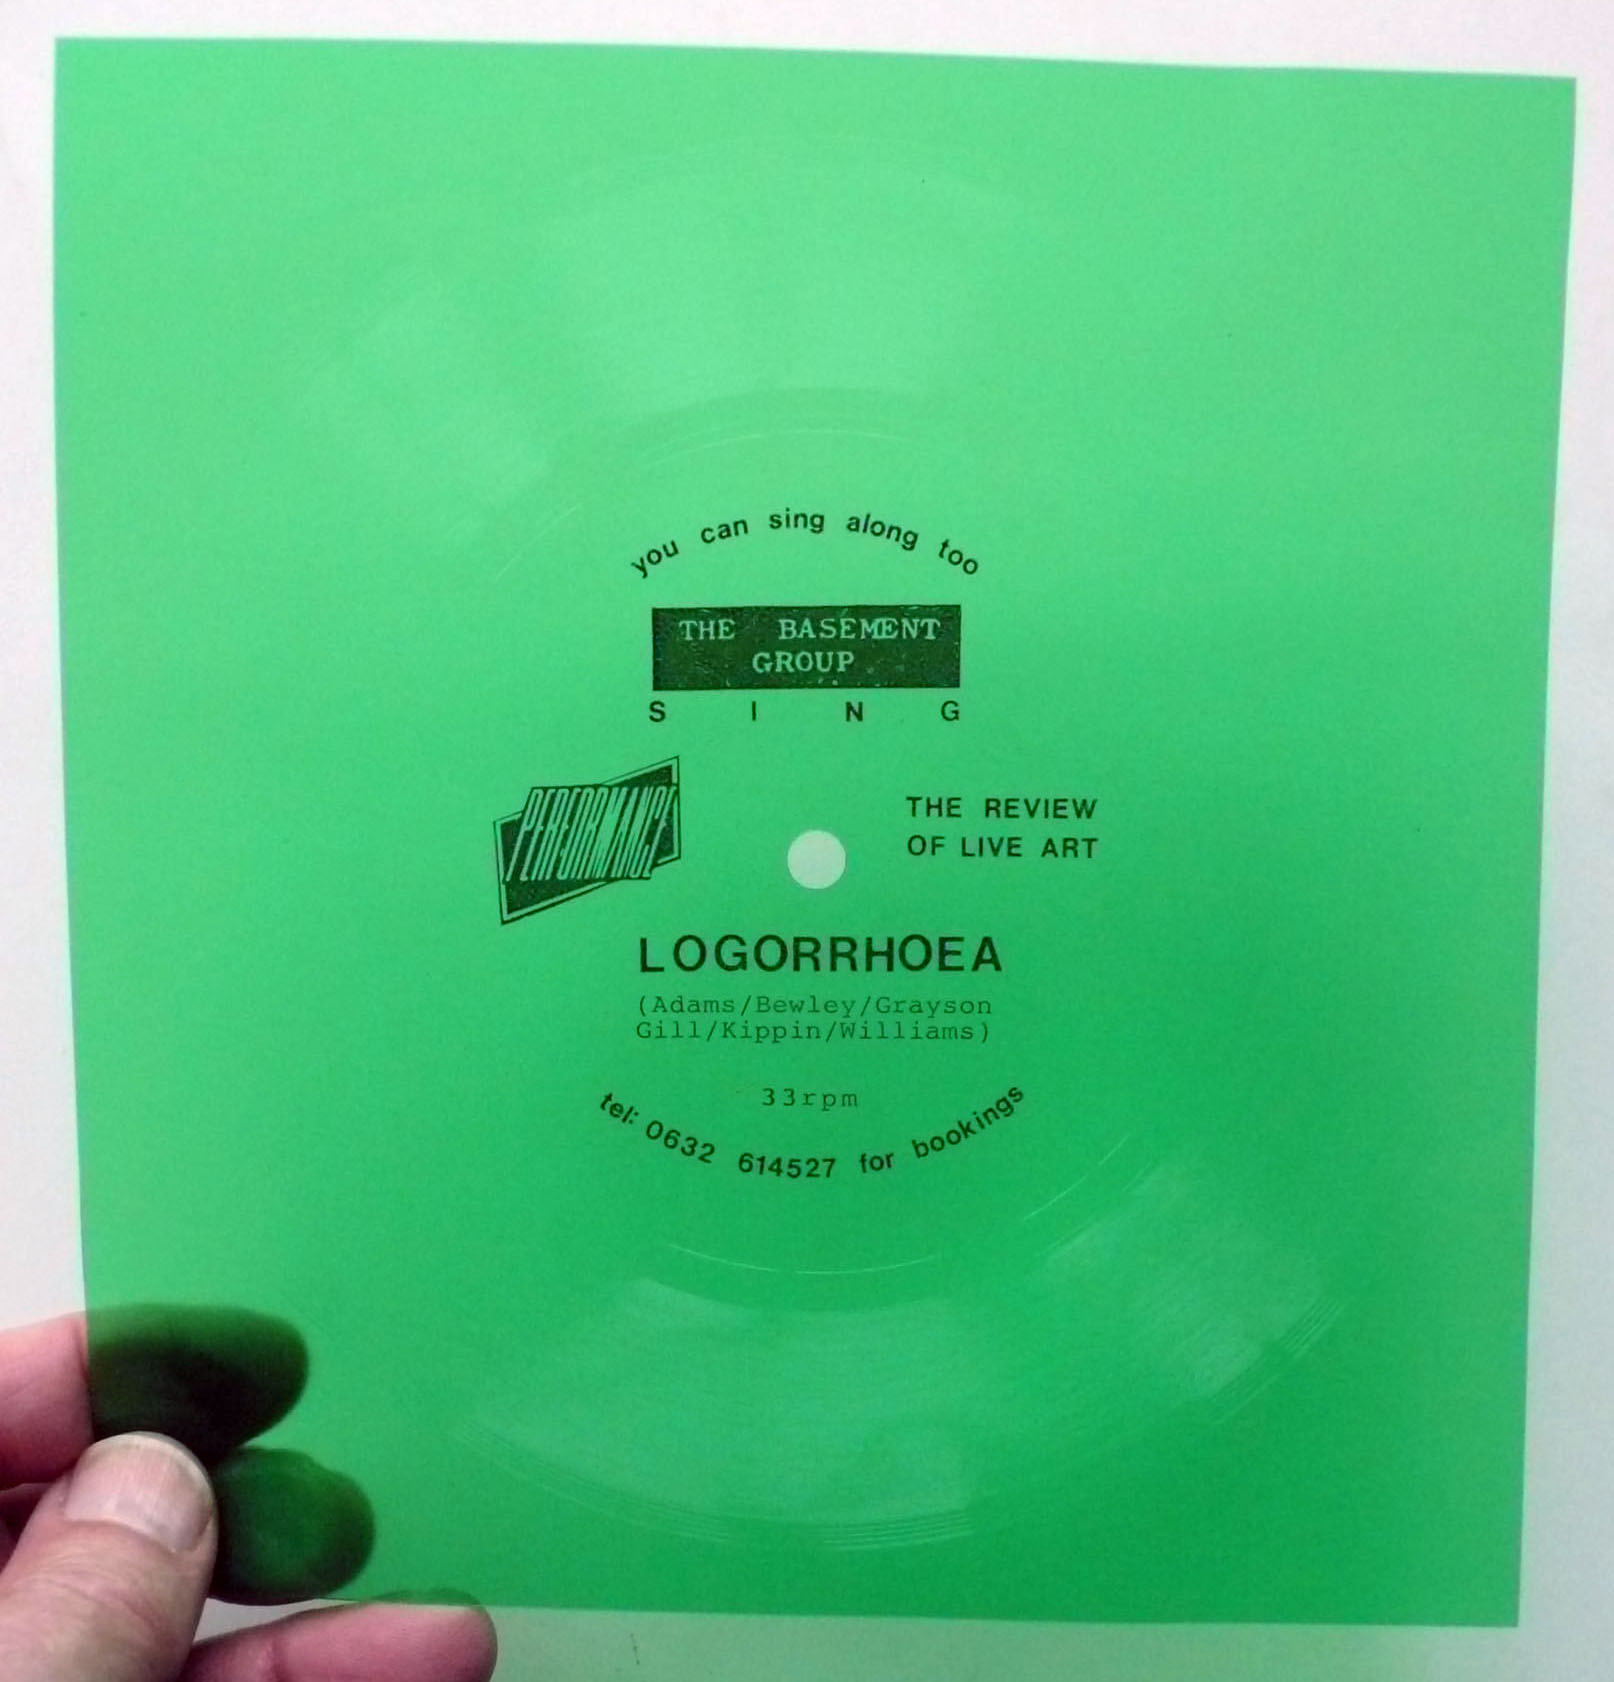 you can sing along too
THE BASEMENT
GROUP
SING
PERFORMANCE
THE REVIEW
OF LIVE ART
LOGORRHOEA
(Adams/Bewley/Grayson
Gill/Kippin/Williams)
33rpm
tel: 0632 614527 for bookings